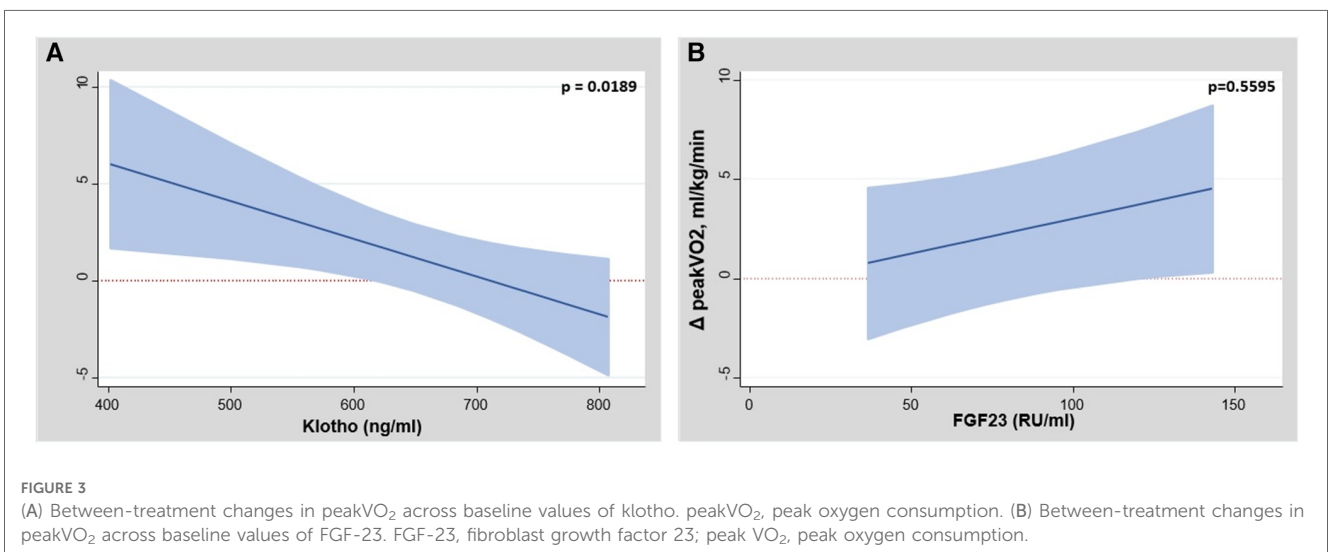 A
10
5
0
-5
p = 0.0189
400 500 600 700 800
Klotho (ng/ml)
B
Δ peakVO2, ml/kg/min
10
5
0
-5
p=0.5595
0 50 100 150
FGF23 (RU/ml)
FIGURE 3
(A) Between-treatment changes in peakVO₂ across baseline values of klotho. peakVO₂, peak oxygen consumption. (B) Between-treatment changes in
peakVO₂ across baseline values of FGF-23. FGF-23, fibroblast growth factor 23; peak VO₂, peak oxygen consumption.